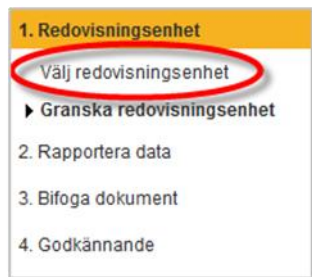 1. Redovisningsenhet
Välj redovisningsenhet
Granska redovisningsenhet
2. Rapportera data
3. Bifoga dokument
4. Godkännande